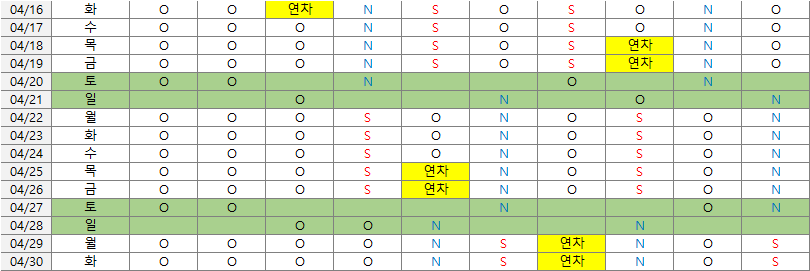 04/16 화 O O 연차 N S O S O N O
04/17 수 O O O N S O S O N O
04/18 목 O O O N S O S 연차 N O
04/19 금 O O O N S O S 연차 N O
04/20 토 O O N O N
04/21 일 O N O N
04/22 월 O O O S O N O S O N
04/23 화 O O O S O N O S O N
04/24 수 O O O S O N O S O N
04/25 목 O O O S 연차 N O S O N
04/26 금 O O O S 연차 N O S O N
04/27 토 O O N O N
04/28 일 O O N N
04/29 월 O O O O N S 연차 N O S
04/30 화 O O O O N S 연차 N O S